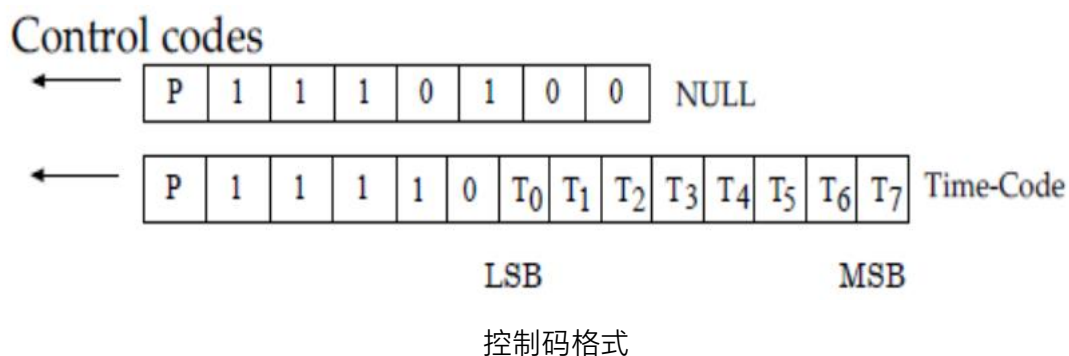 Control codes
P 1 1 1 0 1 0 0 NULL
P 1 1 1 1 0 T0 T1 T2 T3 T4 T5 T6 T7 Time-Code
LSB MSB
控制码格式